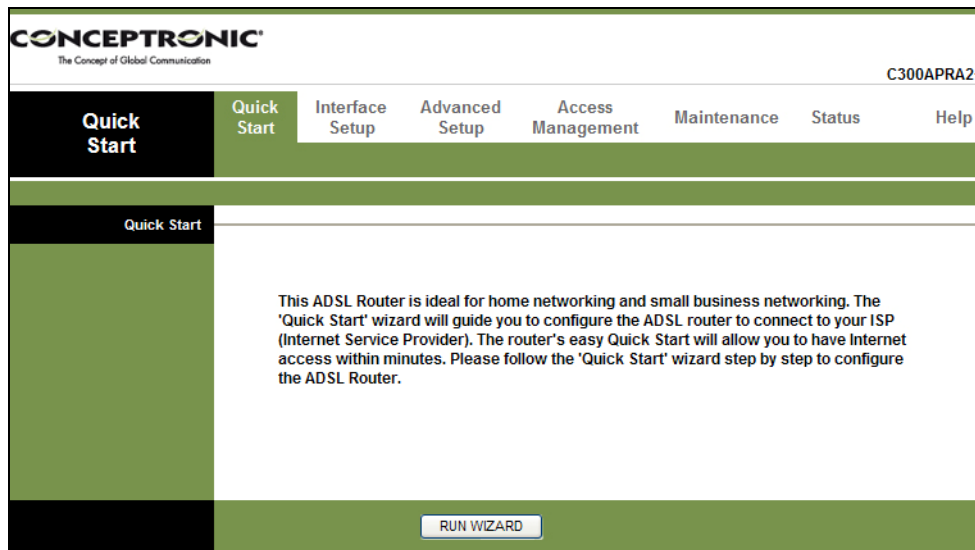 CONCEPTRONIC
The Concept of Global Communication
C300APRA2
Quick
Start
Quick
Start
Interface
Setup
Advanced
Setup
Access
Management
Maintenance
Status
Help
Quick Start
This ADSL Router is ideal for home networking and small business networking. The
'Quick Start' wizard will guide you to configure the ADSL router to connect to your ISP
(Internet Service Provider). The router's easy Quick Start will allow you to have Internet
access within minutes. Please follow the 'Quick Start' wizard step by step to configure
the ADSL Router.
RUN WIZARD